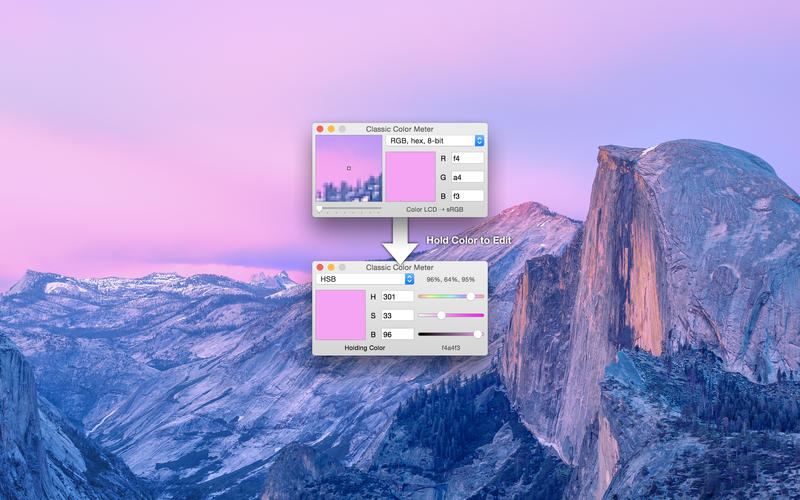 Classic Color Meter
RGB, hex, 8-bit
R f4
G a4
B f3
Color LCD → sRGB
Hold Color to Edit
Classic Color Meter
HSB
96%, 64%, 95%
H 301
S 33
B 96
Holding Color
f4a4f3